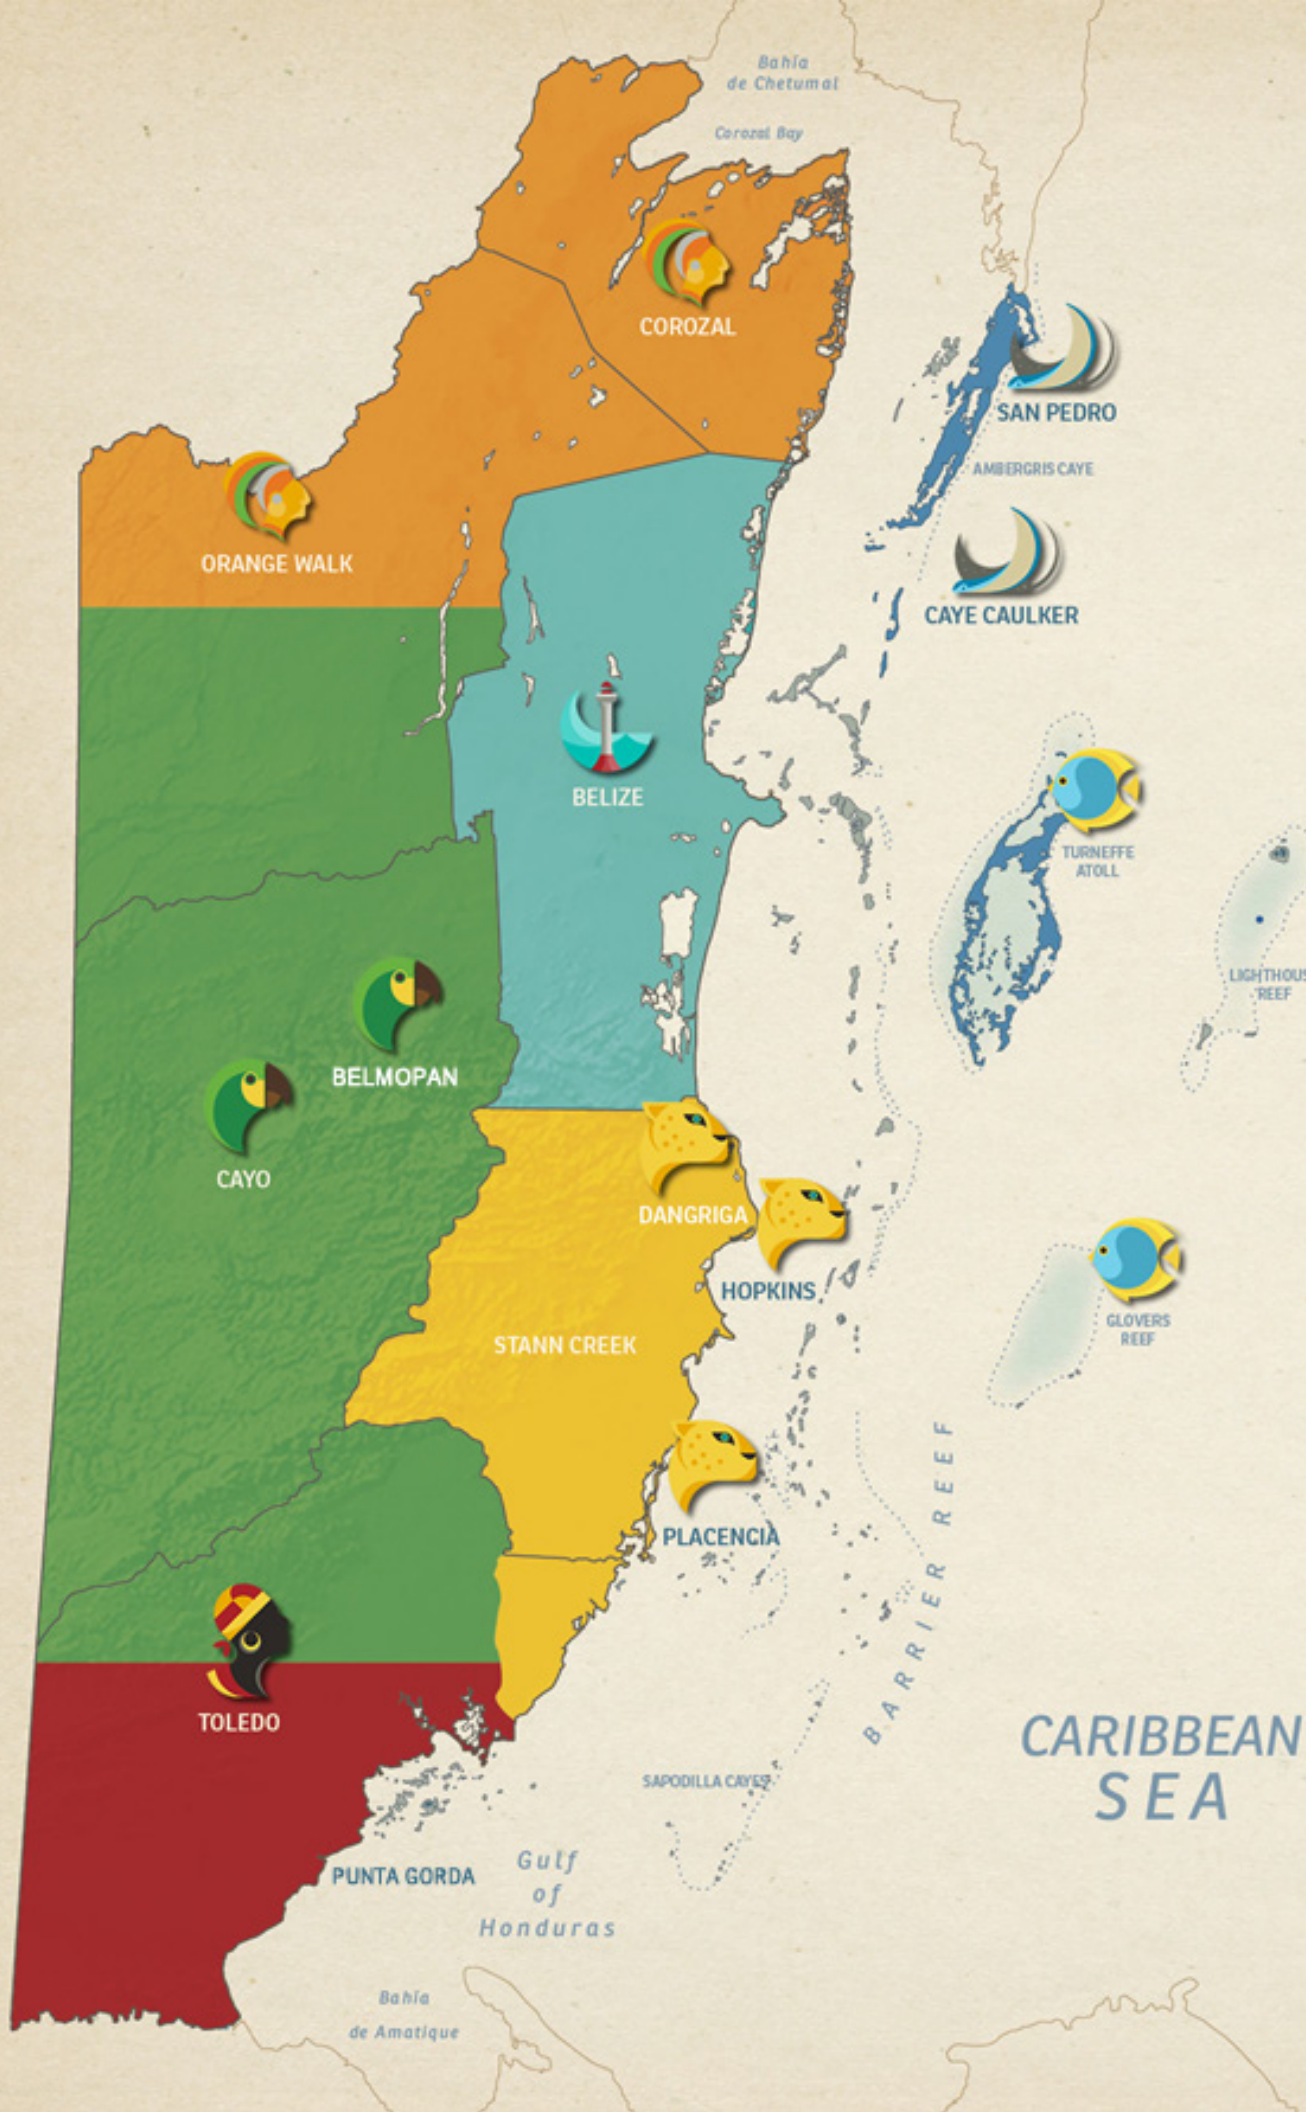 Bahía
de Chetumal
Corozal Bay
COROZAL
SAN PEDRO
AMBERGRIS CAYE
ORANGE WALK
CAYE CAULKER
BELIZE
TURNEFFE
ATOLL
LIGHTHOUS
REEF
BELMOPAN
CAYO
DANGRIGA
HOPKINS
GLOVERS
REEF
STANN CREEK
PLACENCIA
BARRIER REEF
TOLEDO
CARIBBEAN
SEA
SAPODILLA CAYES
PUNTA GORDA
Gulf
of
Honduras
Bahía
de Amatique